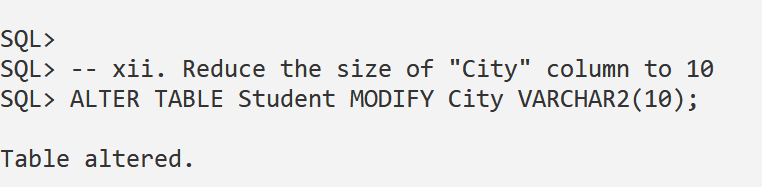 SQL>
SQL> -- xii. Reduce the size of "City" column to 10
SQL> ALTER TABLE Student MODIFY City VARCHAR2(10);
Table altered.